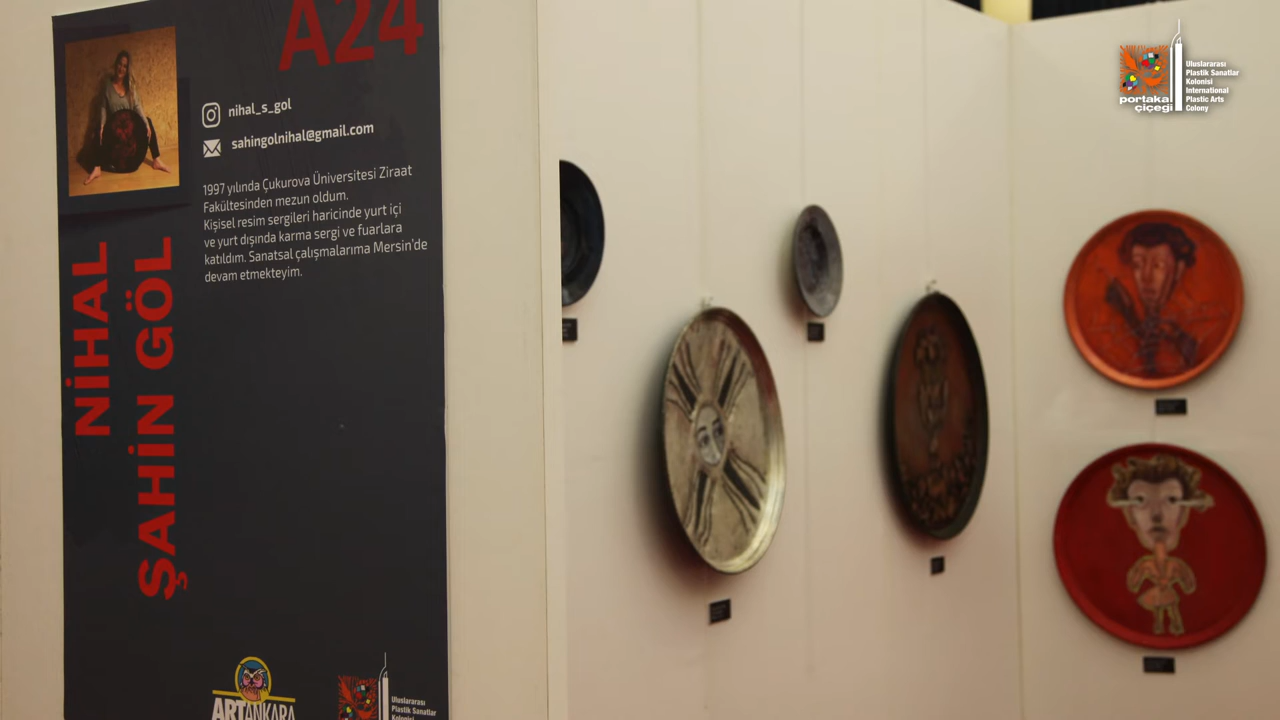 A24
nihal_s_gol
sahingolnihal@gmail.com
1997 yılında Çukurova Üniversitesi Ziraat
Fakültesinden mezun oldum.
Kişisel resim sergileri haricinde yurt içi
ve yurt dışında karma sergi ve fuarlara
katıldım. Sanatsal çalışmalarıma Mersin'de
devam etmekteyim.
NİHAL
ŞAHİN GÖL
ARTANKARA
Uluslararası
Plastik Sanatlar
Kolonisi
portakal
çiçeği
Uluslararası
Plastik Sanatlar
Kolonisi
International
Plastic Arts
Colony